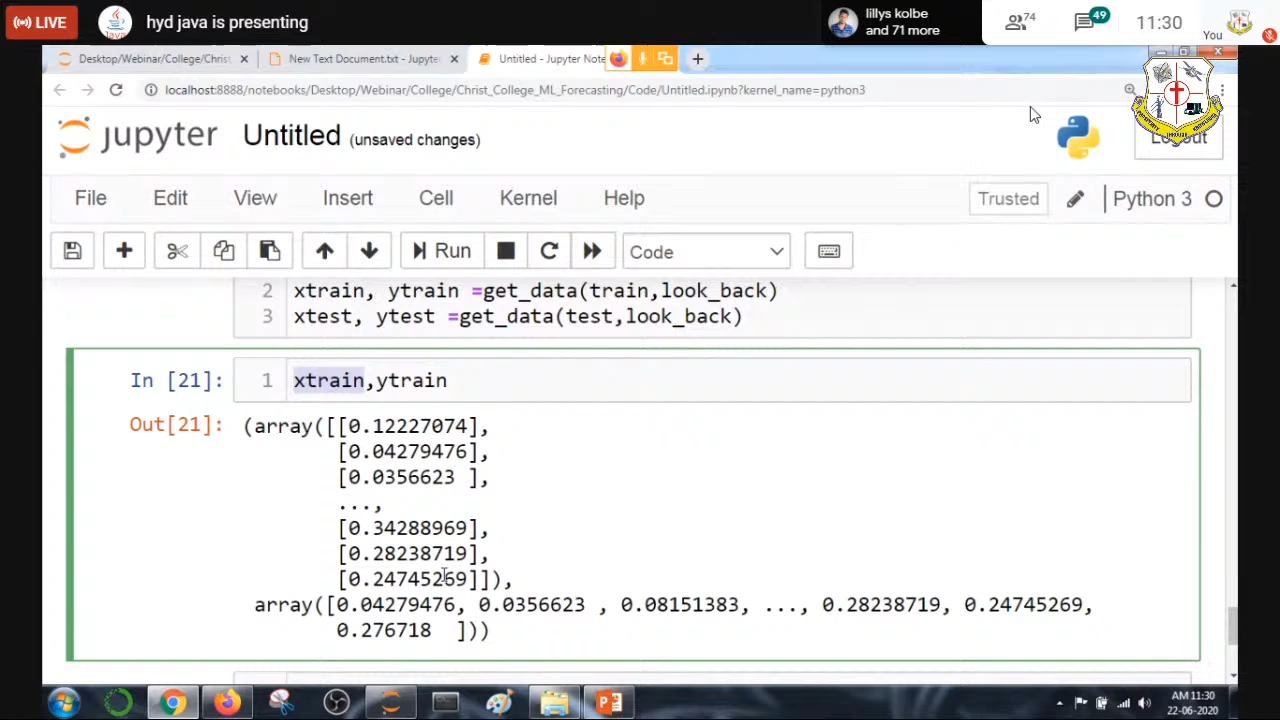 LIVE
hyd java is presenting
lillys kolbe
and 71 more
74
49
11:30
You
Desktop/Webinar/College/Christ
New Text Document.txt - Jupyte
Untitled - Jupyter Note
localhost:8888/notebooks/Desktop/Webinar/College/Christ_College_ML_Forecasting/Code/Untitled.ipynb?kernel_name=python3
jupyter Untitled (unsaved changes)
Logout
File Edit View Insert Cell Kernel Help
Trusted
Python 3
Run
Code
2 xtrain, ytrain =get_data(train,look_back)
3 xtest, ytest =get_data(test,look_back)
In [21]: 1 xtrain,ytrain
Out[21]: (array([[0.12227074],
[0.04279476],
[0.0356623 ],
...,
[0.34288969],
[0.28238719],
[0.24745269]]),
array([0.04279476, 0.0356623 , 0.08151383, ..., 0.28238719, 0.24745269,
0.276718 ]))
AM 11:30
22-06-2020